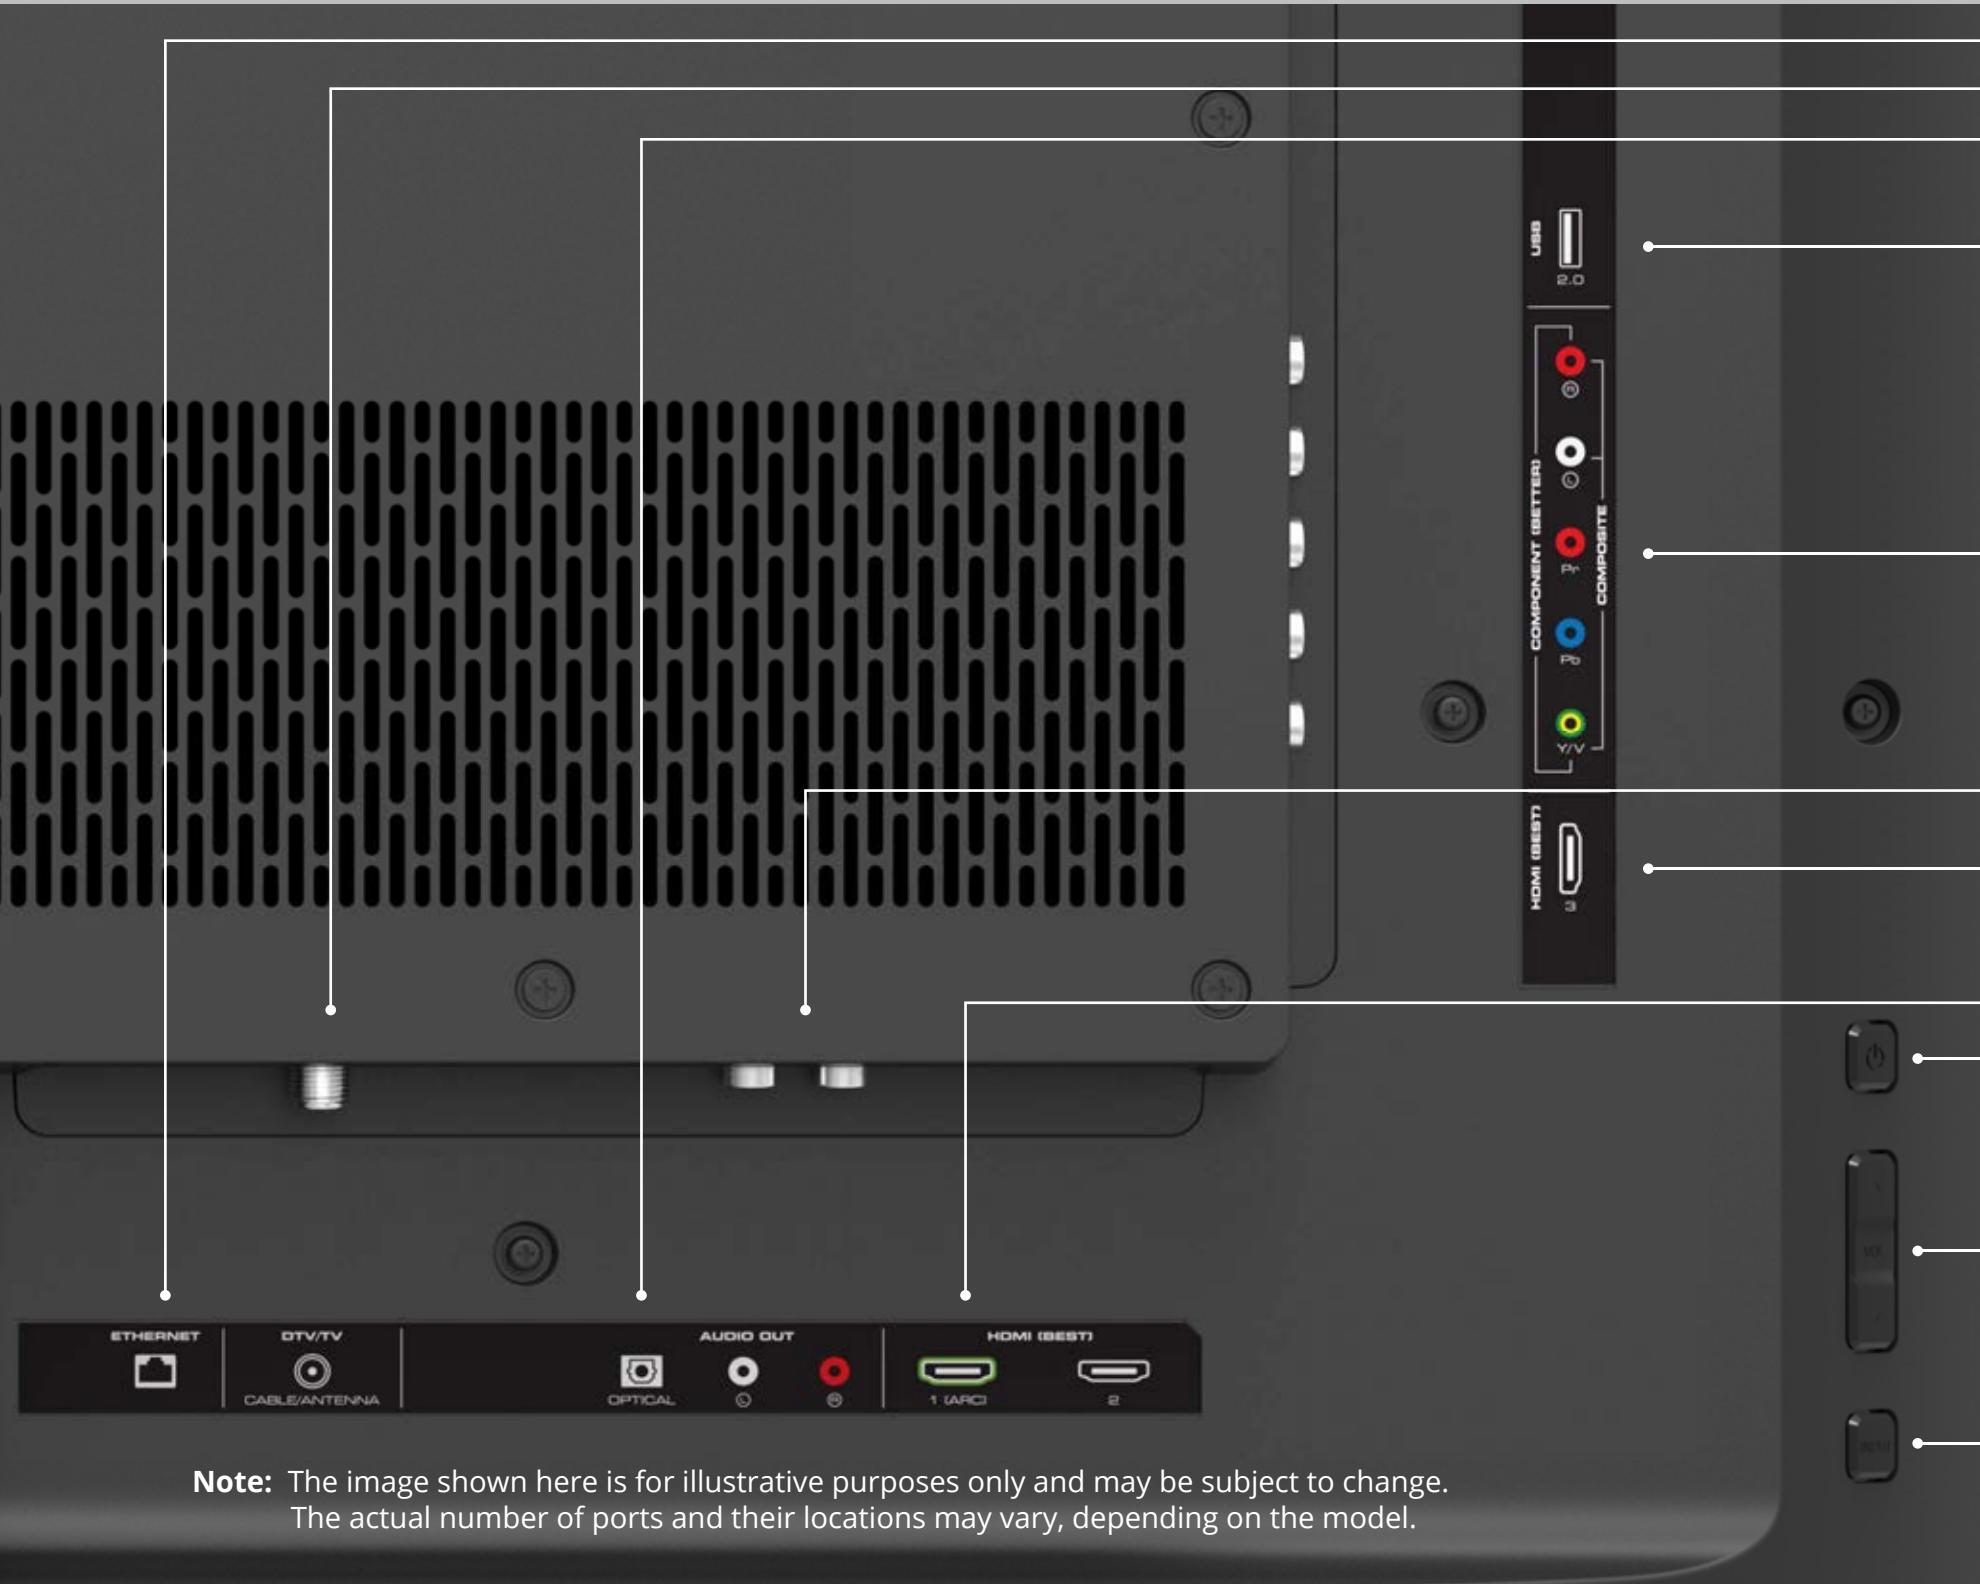 USB
2.0
R
L
COMPONENT (BETTER)
COMPOSITE
Pr
Pb
Y/V
HDMI (BEST)
3
ETHERNET
DTV/TV
AUDIO OUT
HDMI (BEST)
CABLE/ANTENNA
OPTICAL
L
R
1 (ARC)
2
Note: The image shown here is for illustrative purposes only and may be subject to change.
The actual number of ports and their locations may vary, depending on the model.